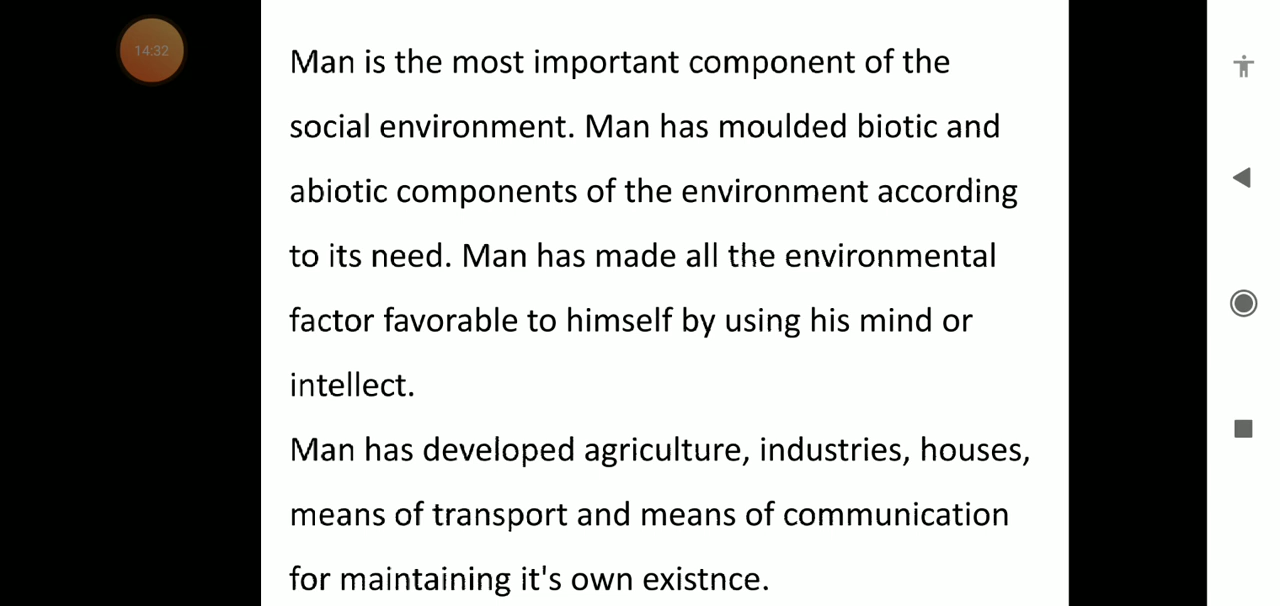 14:32
Man is the most important component of the
social environment. Man has moulded biotic and
abiotic components of the environment according
to its need. Man has made all the environmental
factor favorable to himself by using his mind or
intellect.
Man has developed agriculture, industries, houses,
means of transport and means of communication
for maintaining it's own existnce.